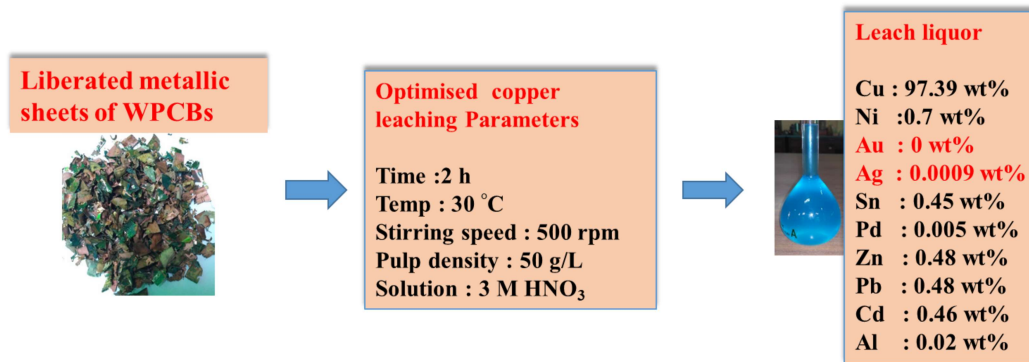 Liberated metallic
sheets of WPCBs
Optimised copper
leaching Parameters
Time :2 h
Temp : 30 °C
Stirring speed : 500 rpm
Pulp density : 50 g/L
Solution : 3 M HNO₃
A
Leach liquor
Cu : 97.39 wt%
Ni :0.7 wt%
Au : 0 wt%
Ag : 0.0009 wt%
Sn : 0.45 wt%
Pd : 0.005 wt%
Zn : 0.48 wt%
Pb : 0.48 wt%
Cd : 0.46 wt%
Al : 0.02 wt%